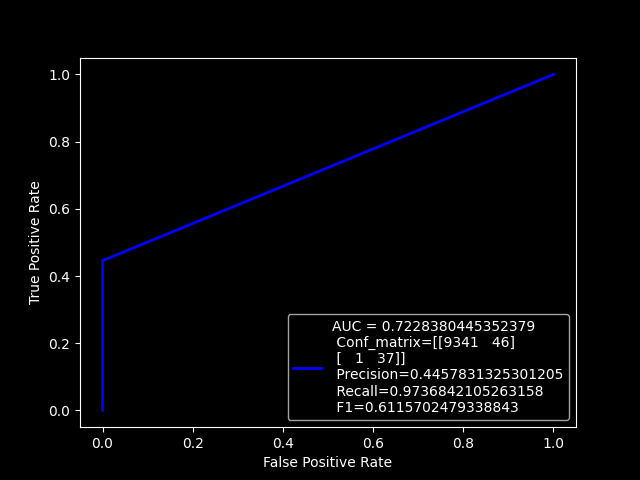 1.0
0.8
0.6
0.4
0.2
0.0
True Positive Rate
AUC = 0.7228380445352379
Conf_matrix=[[9341 46]
[ 1 37]]
Precision=0.4457831325301205
Recall=0.9736842105263158
F1=0.6115702479338843
0.0 0.2 0.4 0.6 0.8 1.0
False Positive Rate